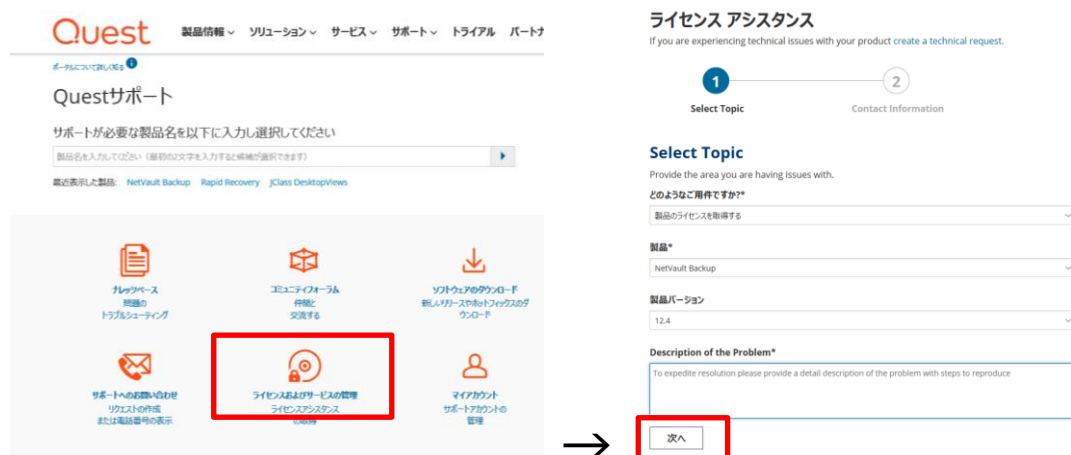 Quest
製品情報 ソリューション サービス サポート トライアル パートナ
ポータルについて詳しく知る
Questサポート
サポートが必要な製品名を以下に入力し選択してください
製品名を入力してください（最初の2文字を入力すると候補が選択できます）
最近表示した製品: NetVault Backup Rapid Recovery JClass DesktopViews
ナレッジベース
問題の
トラブルシューティング
コミュニティフォーラム
仲間と
交流する
ソフトウェアのダウンロード
新しいリリースやホットフィックスのダ
ウンロード
サポートへのお問い合わせ
リクエストの作成
または電話番号の表示
ライセンスおよびサービスの管理
ライセンスアシスタンス
の取得
マイアカウント
サポートアカウントの
管理
→
ライセンス アシスタンス
If you are experiencing technical issues with your product create a technical request.
1
2
Select Topic
Contact Information
Select Topic
Provide the area you are having issues with.
どのようなご用件ですか?*
製品のライセンスを取得する
製品*
NetVault Backup
製品バージョン
12.4
Description of the Problem*
To expedite resolution please provide a detail description of the problem with steps to reproduce
次へ